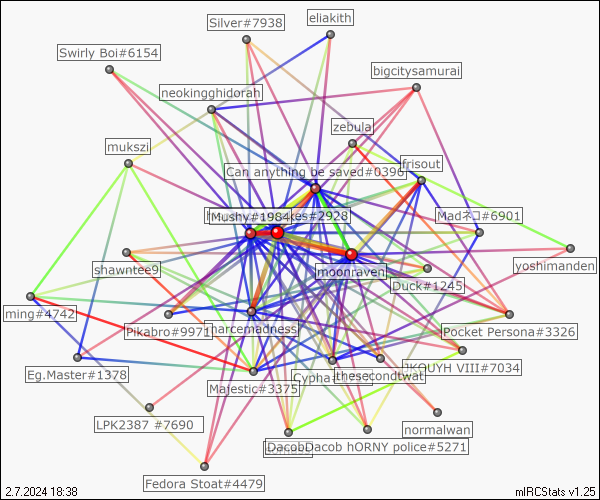 Silver#7938
eliakith
Swirly Boi#6154
bigcitysamurai
neokingghidorah
zebula
mukszi
frisout
Can anything be saved#0396
Mushy#1984
kes#2928
Madネコ#6901
shawntee9
moonraven
yoshimanden
Duck#1245
ming#4742
Pikabro#9971
harcemadness
Pocket Persona#3326
Eg.Master#1378
Majestic#3375
thesecondtwat
JKOUYH VIII#7034
LPK2387 #7690
normalwan
DacobDacob hORNY police#5271
Fedora Stoat#4479
2.7.2024 18:38
mIRCStats v1.25